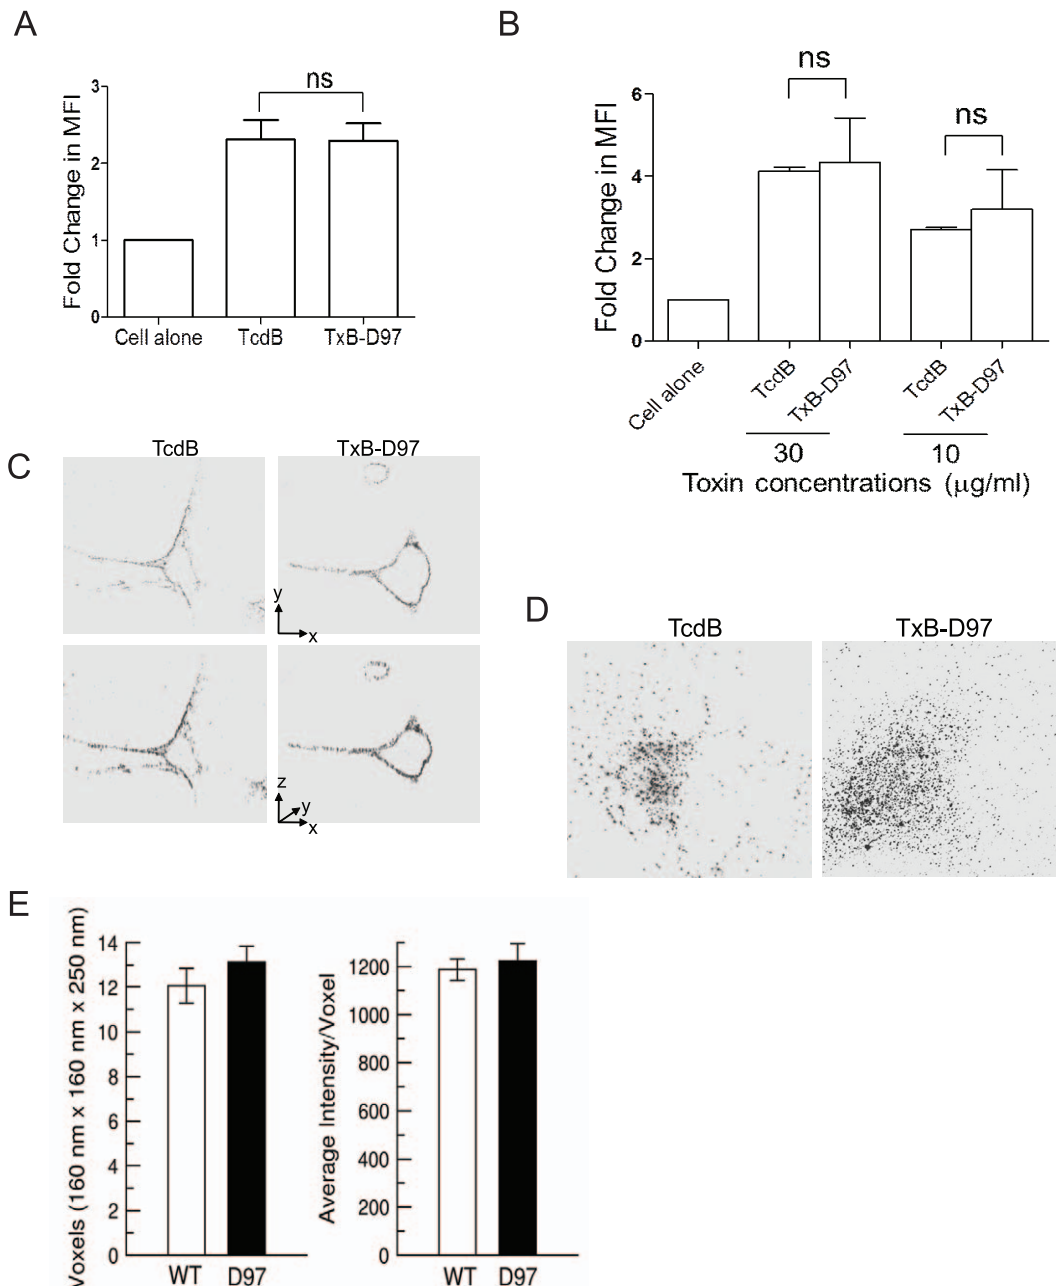 A
Fold Change in MFI
3
2
1
0
ns
Cell alone
TcdB
TxB-D97
B
Fold Change in MFI
6
4
2
0
ns
ns
Cell alone
TcdB
TxB-D97
TcdB
TxB-D97
30
10
Toxin concentrations (μg/ml)
C
TcdB
TxB-D97
y
x
z
y
x
D
TcdB
TxB-D97
E
Voxels (160 nm x 160 nm x 250 nm)
14
12
10
8
6
4
2
0
WT
D97
Average Intensity/Voxel
1200
1000
800
600
400
200
0
WT
D97